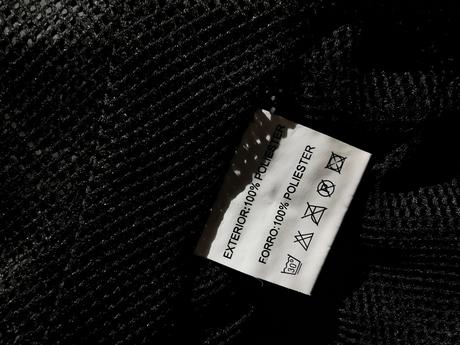 EXTERIOR:100% POLIESTER
FORRO:100% POLIESTER
30°